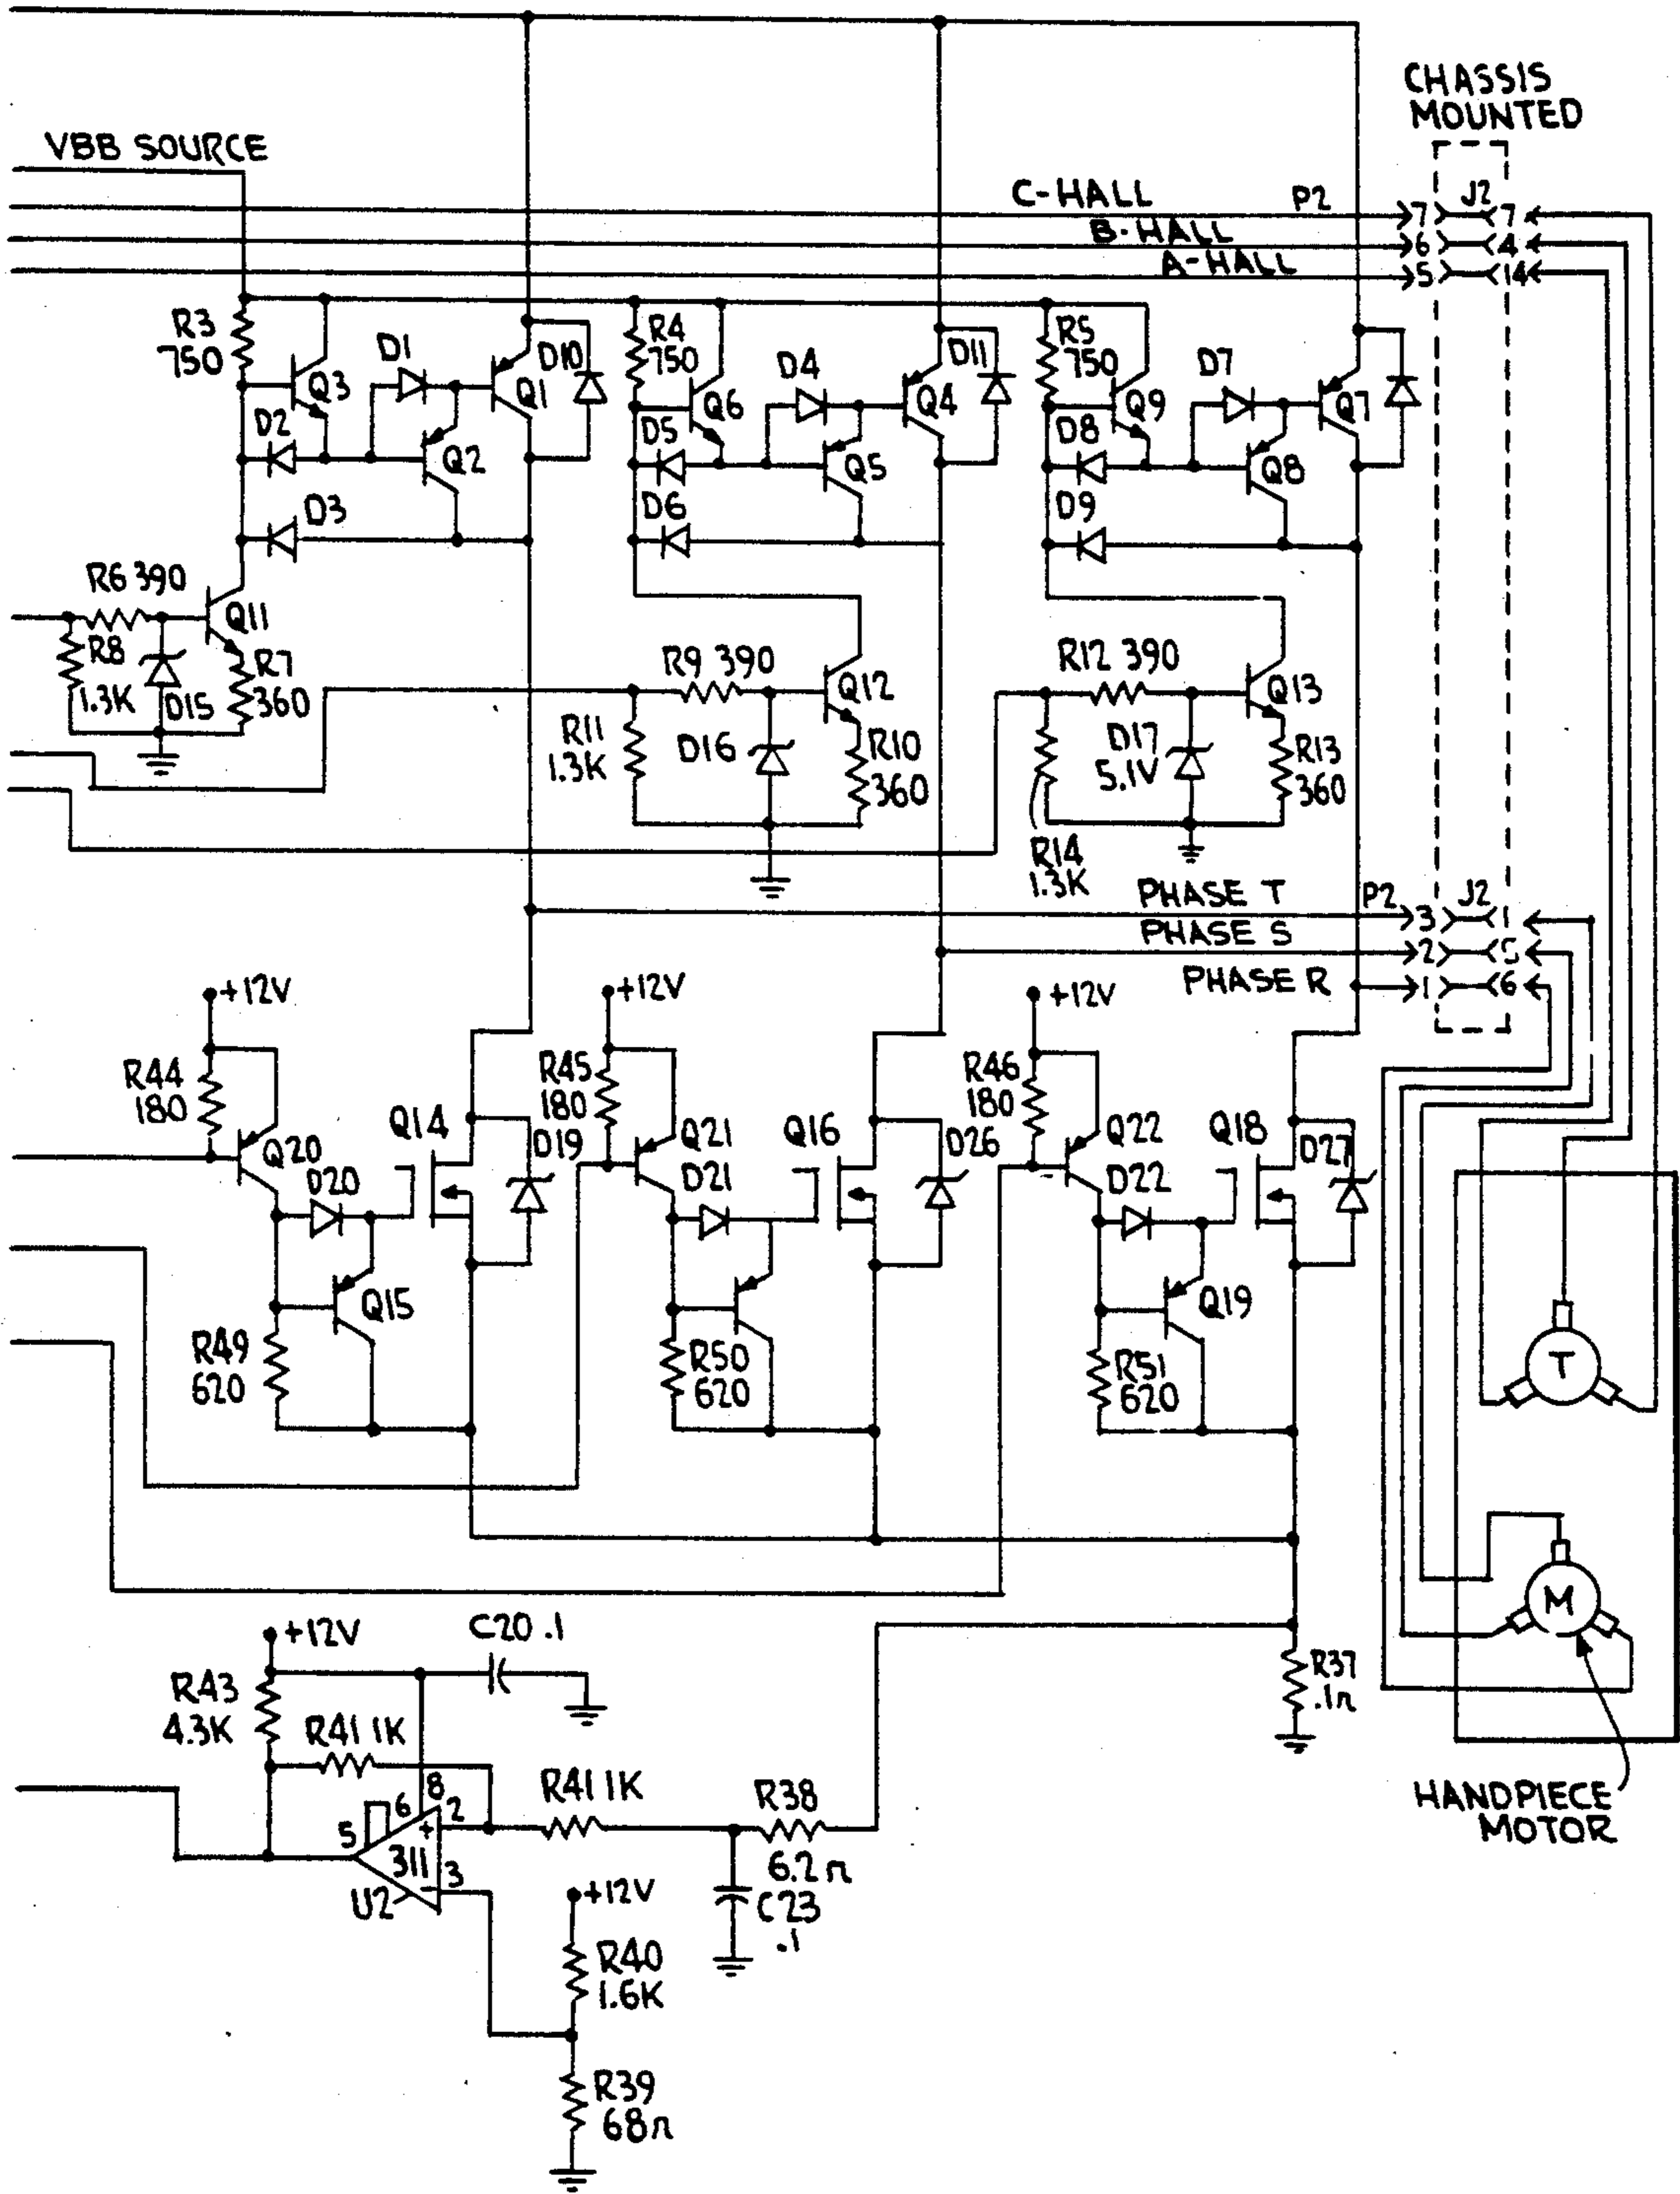 CHASSIS
MOUNTED
VBB SOURCE
C-HALL P2 7 J2 7
B-HALL 6 4
A-HALL 5 14
R3
750
Q3
D1
Q1
D10
R4
750
Q6
D4
Q4
D11
R5
750
Q9
D7
Q7
D2
Q2
D5
Q5
D8
Q8
D3
D6
D9
R6 390
Q11
R8
1.3K
D15
R7
360
R9 390
Q12
R11
1.3K
D16
R10
360
R12 390
Q13
D17
5.1V
R13
360
R14
1.3K
PHASE T P2 3 J2 1
PHASE S 2 5
PHASE R 1 6
+12V
+12V
+12V
R44
180
Q20
D20
Q14
D19
R45
180
Q21
D21
Q16
D26
R46
180
Q22
D22
Q18
D27
Q15
Q19
R49
620
R50
620
R51
620
T
M
+12V
C20 .1
R43
4.3K
R41 1K
R37
.1Ω
R41 1K
R38
6.2Ω
5 6 8 2
+
311
3
-
U2
C23
.1
+12V
R40
1.6K
R39
68Ω
HANDPIECE
MOTOR